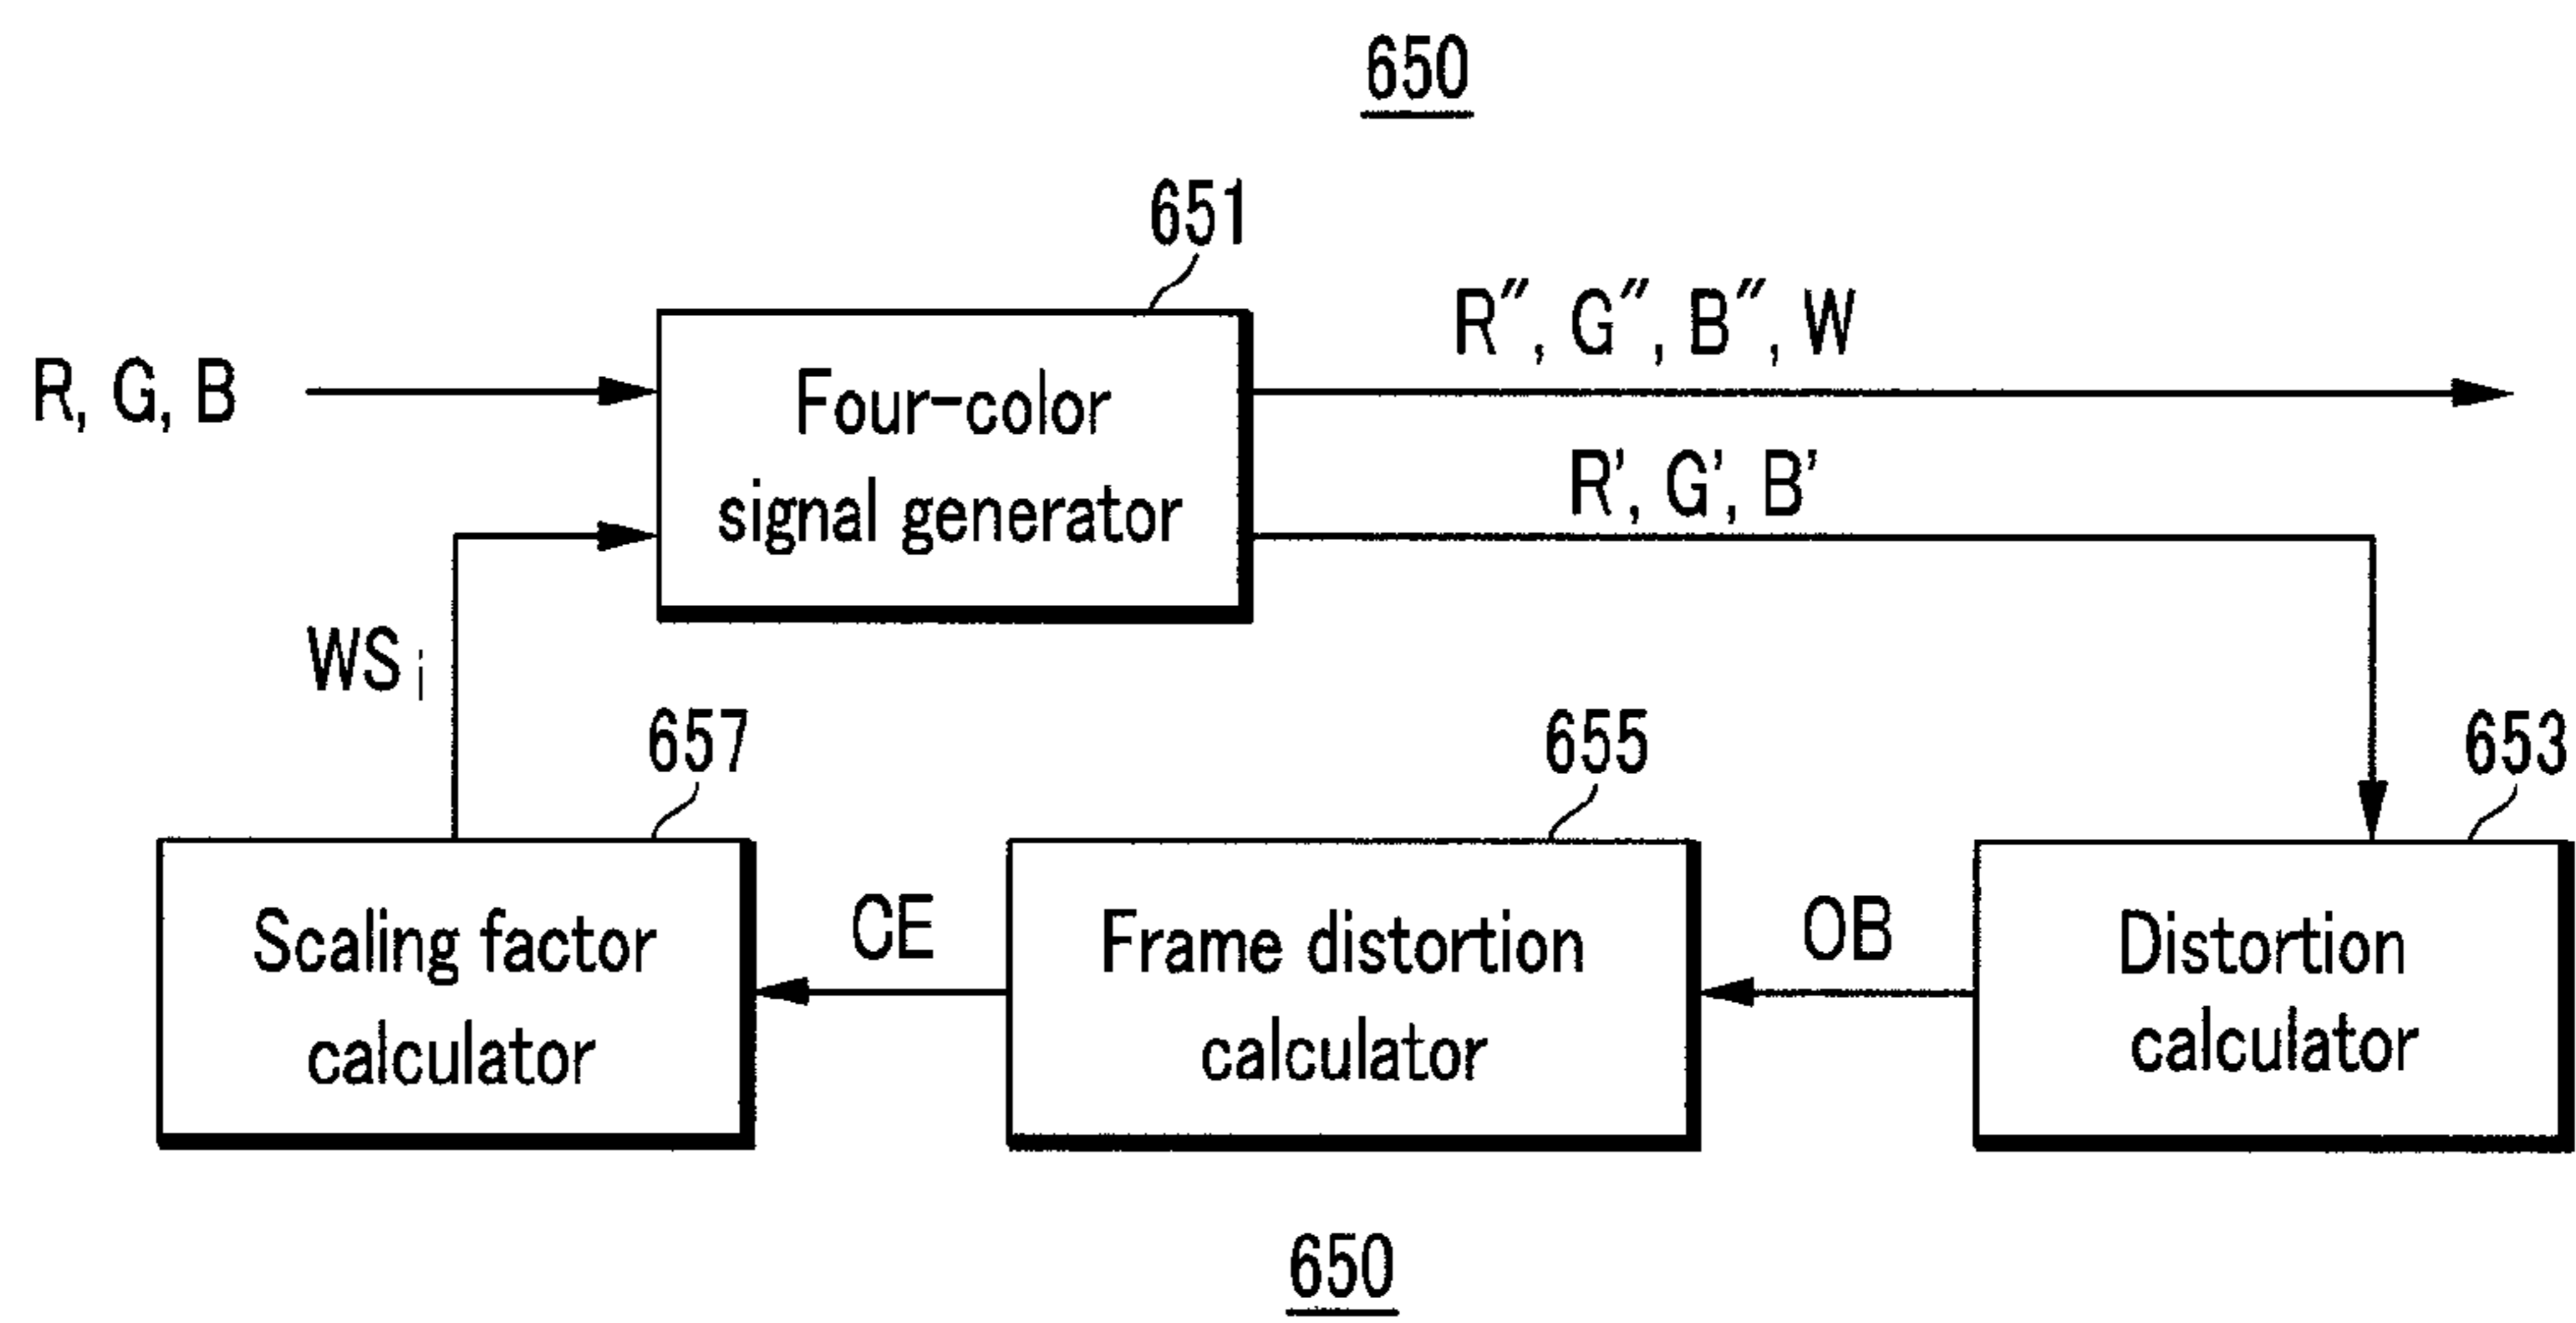 650
651
R″, G″, B″, W
R, G, B
Four-color
signal generator
R', G', B'
WS i
657
655
653
Scaling factor
calculator
CE
Frame distortion
calculator
OB
Distortion
calculator
650